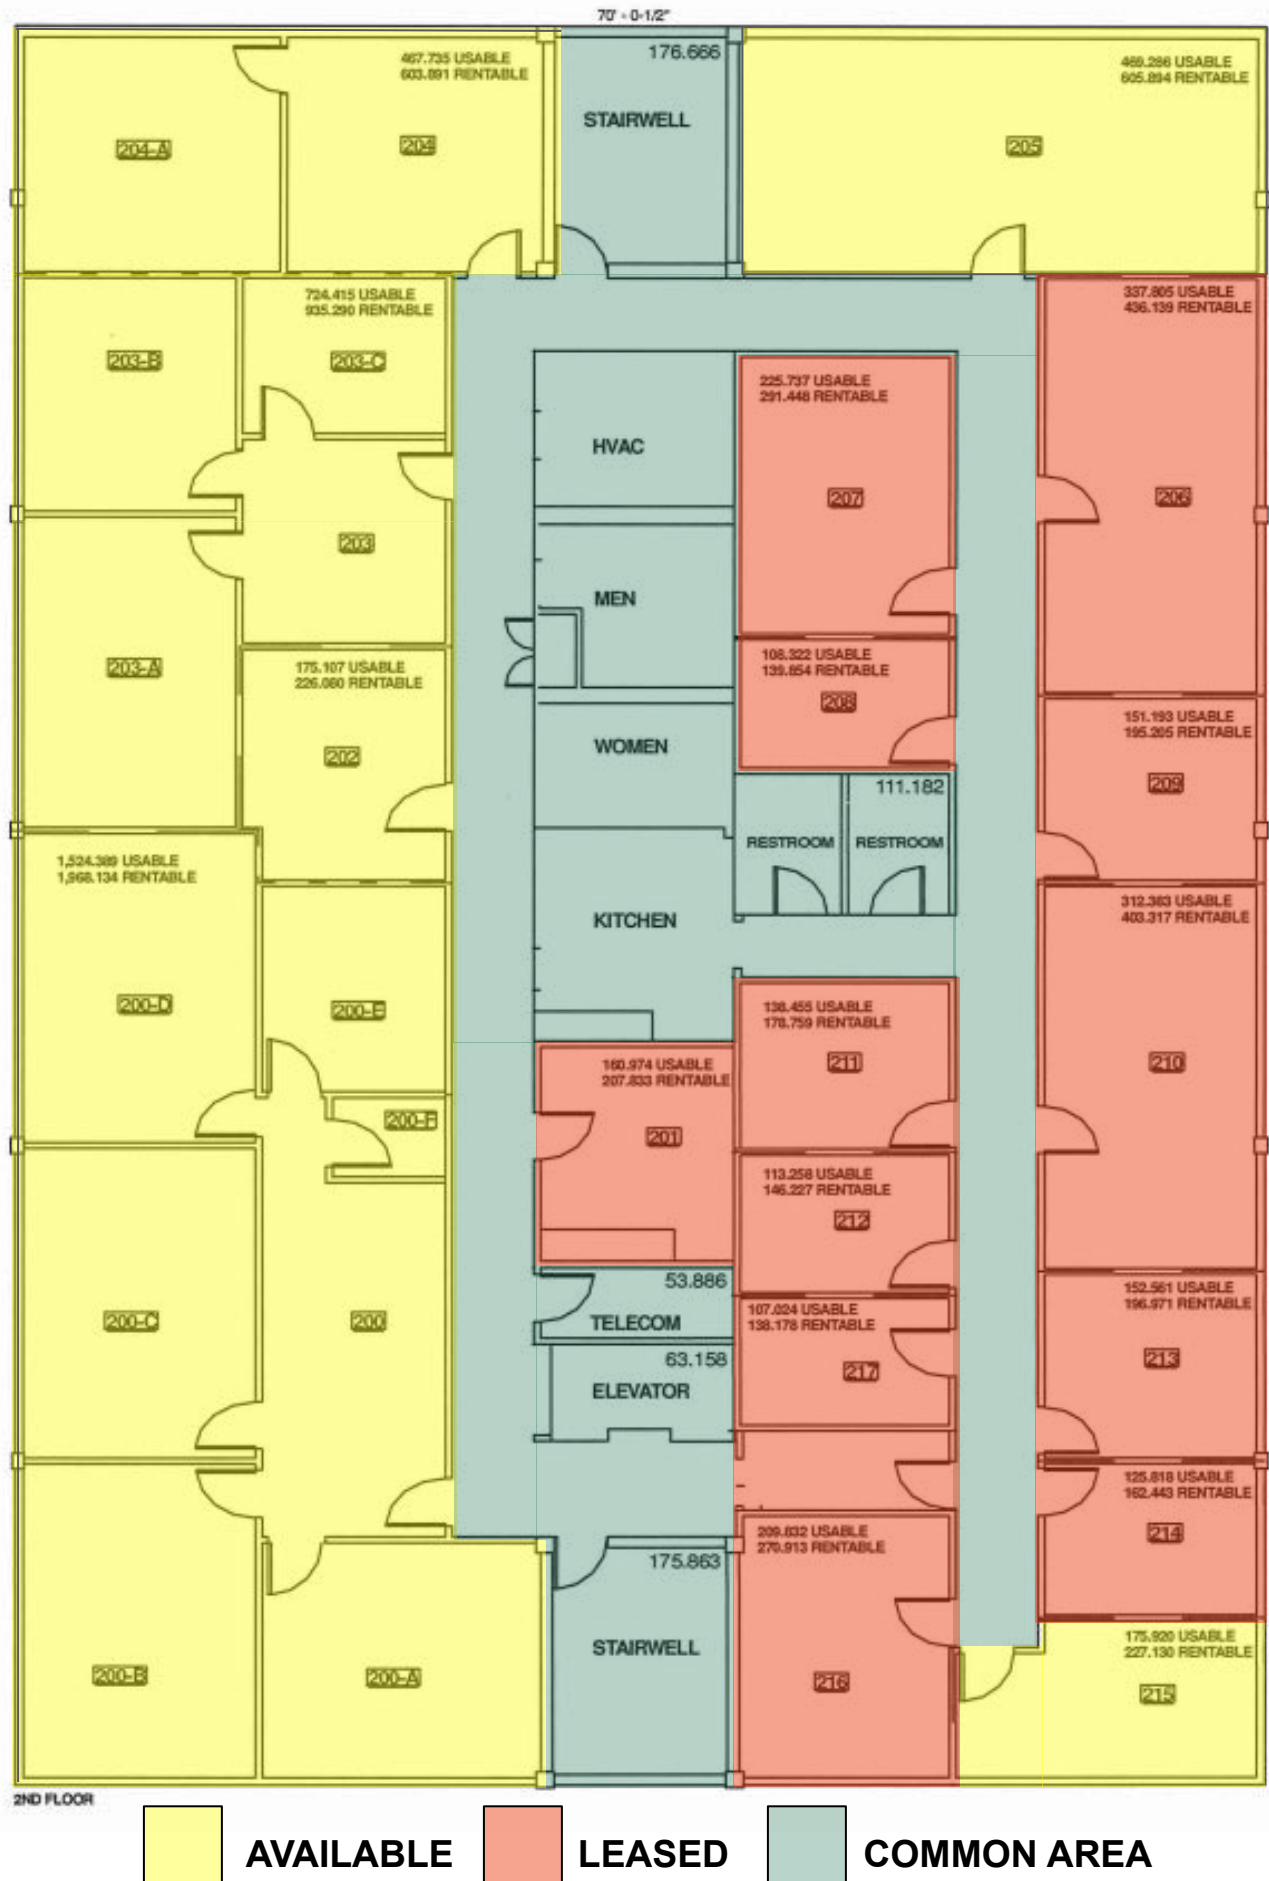 70' - 0-1/2"
204-A
467.735 USABLE
603.891 RENTABLE
204
176.666
STAIRWELL
469.286 USABLE
605.894 RENTABLE
205
203-B
724.415 USABLE
935.290 RENTABLE
203-C
203
203-A
175.107 USABLE
226.080 RENTABLE
202
HVAC
MEN
WOMEN
KITCHEN
225.737 USABLE
291.448 RENTABLE
207
108.322 USABLE
139.854 RENTABLE
208
RESTROOM
111.182
RESTROOM
337.805 USABLE
436.139 RENTABLE
206
151.193 USABLE
195.205 RENTABLE
209
1,524.389 USABLE
1,968.134 RENTABLE
200-D
200-E
200-F
200-C
200
200-B
200-A
160.974 USABLE
207.833 RENTABLE
201
53.886
TELECOM
63.158
ELEVATOR
175.863
STAIRWELL
138.455 USABLE
178.759 RENTABLE
211
113.258 USABLE
146.227 RENTABLE
212
107.024 USABLE
138.178 RENTABLE
217
209.832 USABLE
270.913 RENTABLE
216
312.363 USABLE
403.317 RENTABLE
210
152.561 USABLE
196.971 RENTABLE
213
125.818 USABLE
162.443 RENTABLE
214
175.920 USABLE
227.130 RENTABLE
215
2ND FLOOR
AVAILABLE
LEASED
COMMON AREA